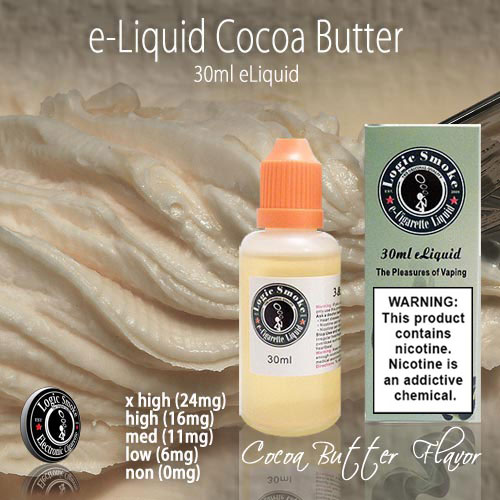 e-Liquid Cocoa Butter
30ml eLiquid
Logic Smoke
e-Cigarette Liquid
30ml eLiquid
The Pleasures of Vaping
WARNING:
This product
contains
nicotine.
Nicotine is
an addictive
chemical.
Logic Smoke
e-Cigarette Liquid
30ml
Logic Smoke
Electronic
x high (24mg)
high (16mg)
med (11mg)
low (6mg)
non (0mg)
Cocoa Butter Flavor